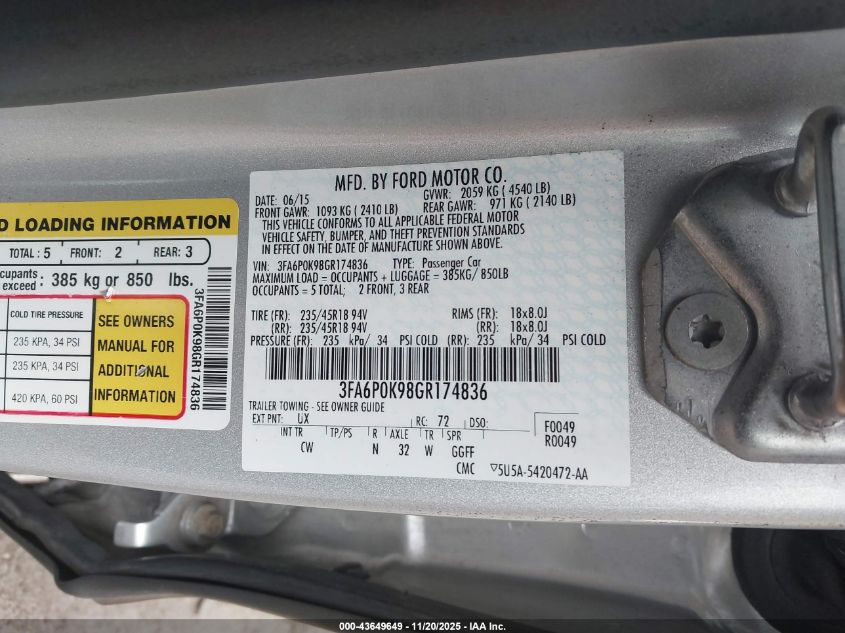 D LOADING INFORMATION
TOTAL : 5 FRONT: 2 REAR: 3
cupants exceed : 385 kg or 850 lbs.
COLD TIRE PRESSURE
235 KPA, 34 PSI
235 KPA, 34 PSI
420 KPA, 60 PSI
SEE OWNERS
MANUAL FOR
ADDITIONAL
INFORMATION
3FA6P0K98GR174836
MFD. BY FORD MOTOR CO.
DATE: 06/15 GVWR: 2059 KG ( 4540 LB)
FRONT GAWR: 1093 KG ( 2410 LB) REAR GAWR: 971 KG ( 2140 LB)
THIS VEHICLE CONFORMS TO ALL APPLICABLE FEDERAL MOTOR
VEHICLE SAFETY, BUMPER, AND THEFT PREVENTION STANDARDS
IN EFFECT ON THE DATE OF MANUFACTURE SHOWN ABOVE.
VIN: 3FA6P0K98GR174836 TYPE: Passenger Car
MAXIMUM LOAD = OCCUPANTS + LUGGAGE = 385KG/ 850LB
OCCUPANTS = 5 TOTAL; 2 FRONT, 3 REAR
TIRE (FR): 235/45R18 94V RIMS (FR): 18x8.0J
(RR): 235/45R18 94V (RR): 18x8.0J
PRESSURE (FR): 235 kPa/ 34 PSI COLD (RR): 235 kPa/ 34 PSI COLD
3FA6P0K98GR174836
TRAILER TOWING - SEE OWNER GUIDE
EXT PNT: UX RC: 72 DSO: F0049
INT TR TP/PS R AXLE TR SPR R0049
CW N 32 W GGFF
CMC ▽5U5A-5420472-AA
000-43649649 | 11/20/2025 | IAA Inc.